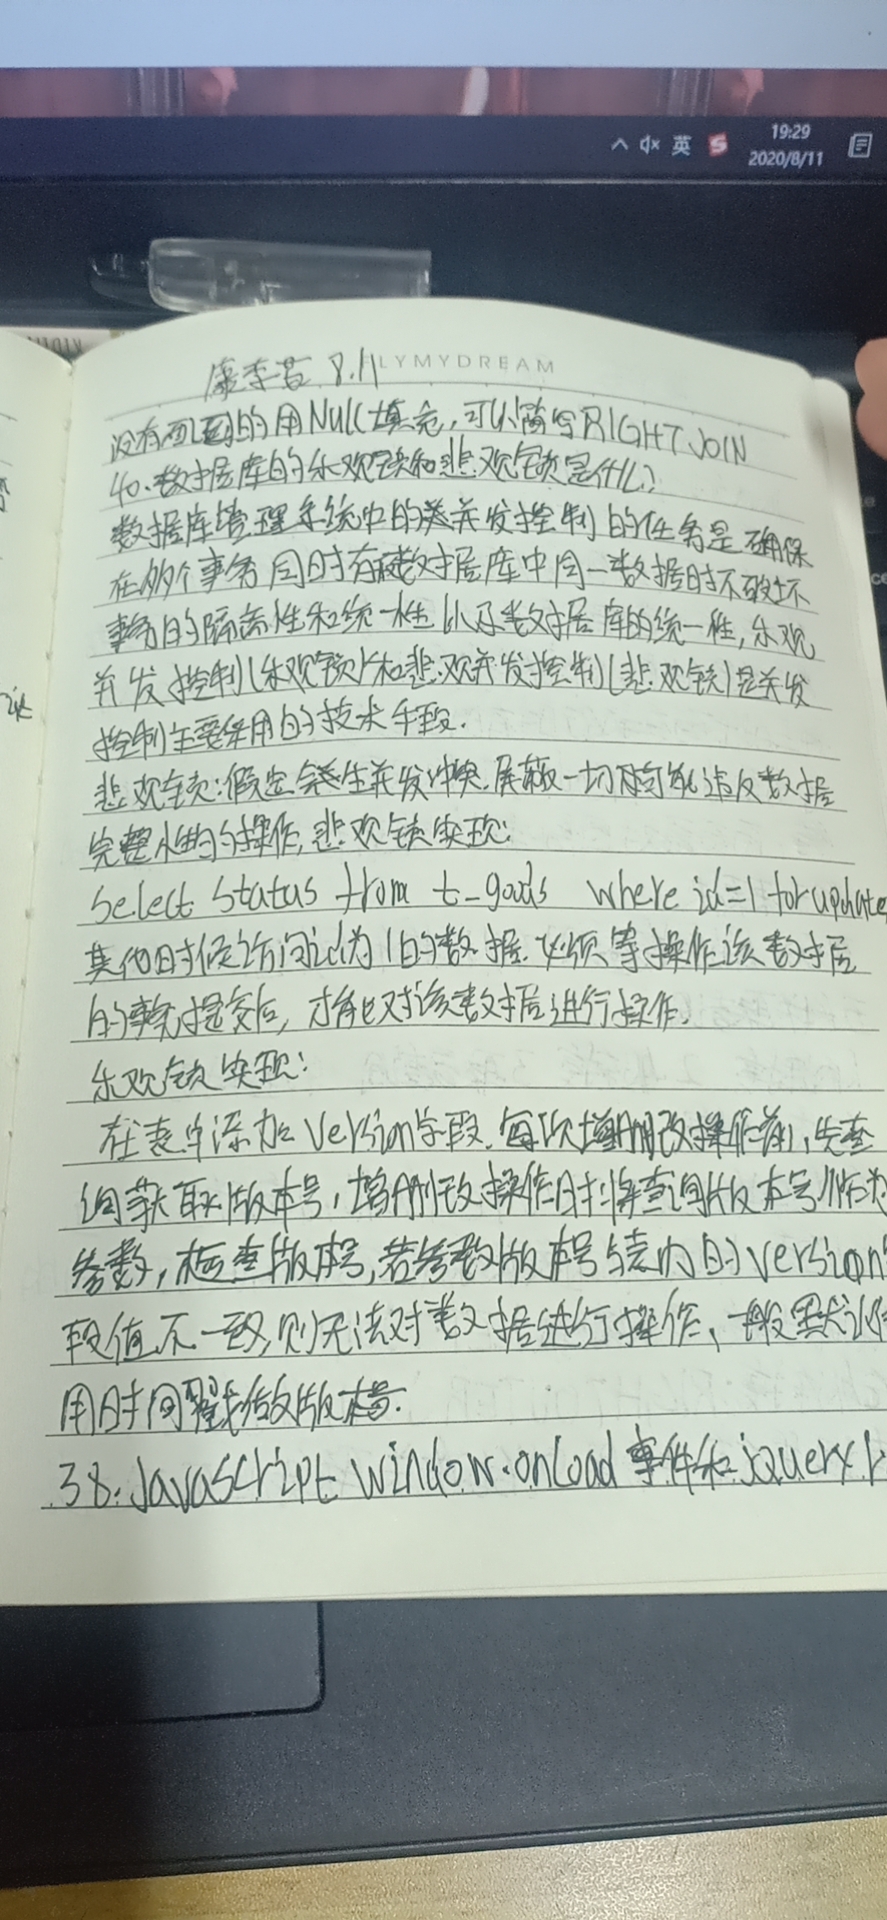 19:29
英
2020/8/11
LYMYDREAM
康李 8.11
没有匹配到的用Null填充,可以简写RIGHT JOIN
40.数据库的乐观锁和悲观锁是什么?
数据库管理系统中的并发控制的任务是确保
在多个事务同时存取数据库中同一数据时不破坏
事务的隔离性和统一性以及数据库的统一性,乐观
并发控制(乐观锁)和悲观并发控制(悲观锁)是并发
控制主要采用的技术手段.
悲观锁:假定会发生并发冲突.屏蔽一切可能违反数据
完整性的操作,悲观锁实现:
Select status from t_goods where id=1 for update
其他时候访问id为1的数据.必须等操作该数据
的事务提交后,才能对该数据进行操作.
乐观锁实现:
在表中添加version字段.每次增删改操作前,先查
询获取版本号,增删改操作时将查询版本号作为
参数,检查版本号,若参数版本号与表内的version
段值不一致,则无法对数据进行操作、一般默认
用时间戳做版本.
38.Javascript window.onload事件和jquery